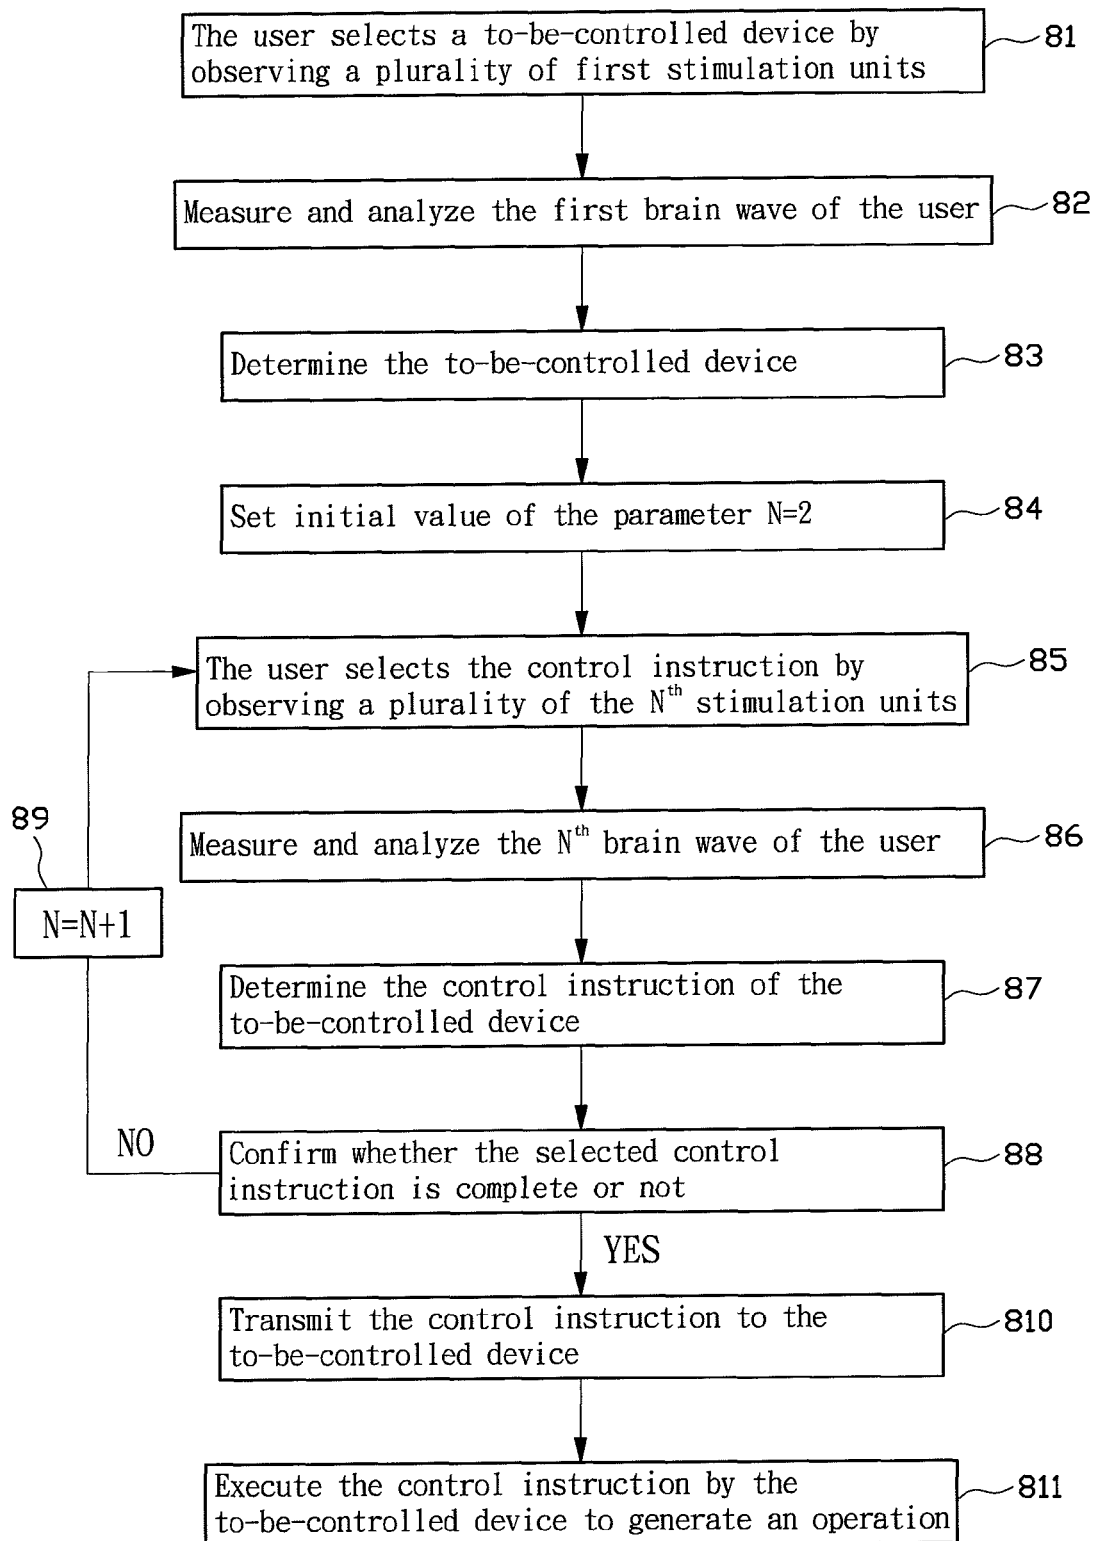 The user selects a to-be-controlled device by
observing a plurality of first stimulation units
81
Measure and analyze the first brain wave of the user
82
Determine the to-be-controlled device
83
Set initial value of the parameter N=2
84
The user selects the control instruction by
observing a plurality of the Nth stimulation units
85
Measure and analyze the Nth brain wave of the user
86
89
N=N+1
Determine the control instruction of the
to-be-controlled device
87
NO
Confirm whether the selected control
instruction is complete or not
88
YES
Transmit the control instruction to the
to-be-controlled device
810
Execute the control instruction by the
to-be-controlled device to generate an operation
811